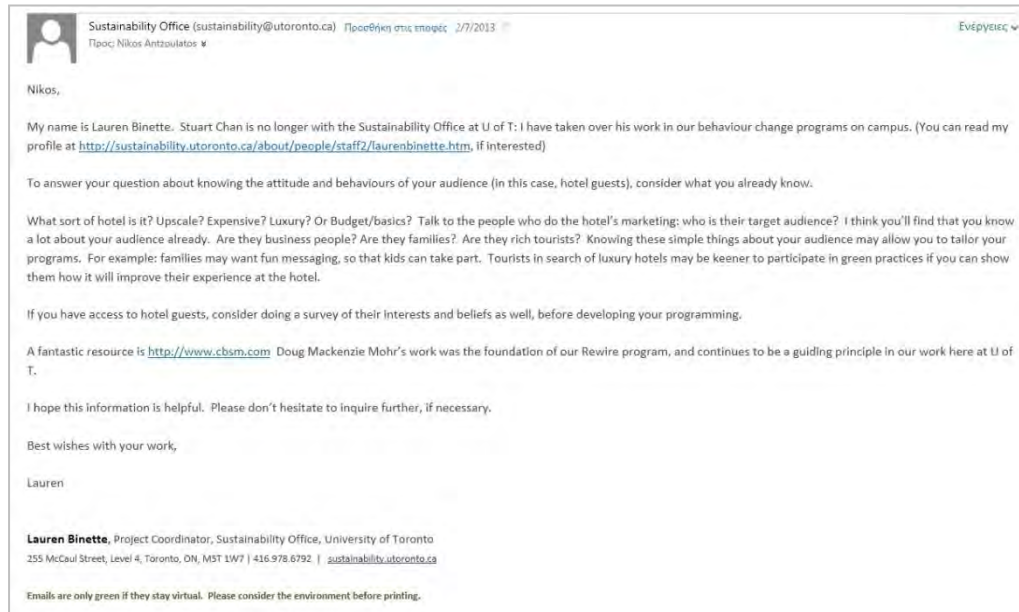 Sustainability Office (sustainability@utoronto.ca) Προσθήκη στις επαφές 2/7/2013
Ενέργειες
Προς: Nikos Antzoulatos
Nikos,
My name is Lauren Binette. Stuart Chan is no longer with the Sustainability Office at U of T: I have taken over his work in our behaviour change programs on campus. (You can read my
profile at http://sustainability.utoronto.ca/about/people/staff2/laurenbinette.htm, if interested)
To answer your question about knowing the attitude and behaviours of your audience (in this case, hotel guests), consider what you already know.
What sort of hotel is it? Upscale? Expensive? Luxury? Or Budget/basics? Talk to the people who do the hotel's marketing: who is their target audience? I think you'll find that you know
a lot about your audience already. Are they business people? Are they families? Are they rich tourists? Knowing these simple things about your audience may allow you to tailor your
programs. For example: families may want fun messaging, so that kids can take part. Tourists in search of luxury hotels may be keener to participate in green practices if you can show
them how it will improve their experience at the hotel.
If you have access to hotel guests, consider doing a survey of their interests and beliefs as well, before developing your programming.
A fantastic resource is http://www.cbsm.com Doug Mackenzie Mohr's work was the foundation of our Rewire program, and continues to be a guiding principle in our work here at U of
T.
I hope this information is helpful. Please don't hesitate to inquire further, if necessary.
Best wishes with your work,
Lauren
Lauren Binette, Project Coordinator, Sustainability Office, University of Toronto
255 McCaul Street, Level 4, Toronto, ON, M5T 1W7 | 416.978.6792 | sustainability.utoronto.ca
Emails are only green if they stay virtual. Please consider the environment before printing.